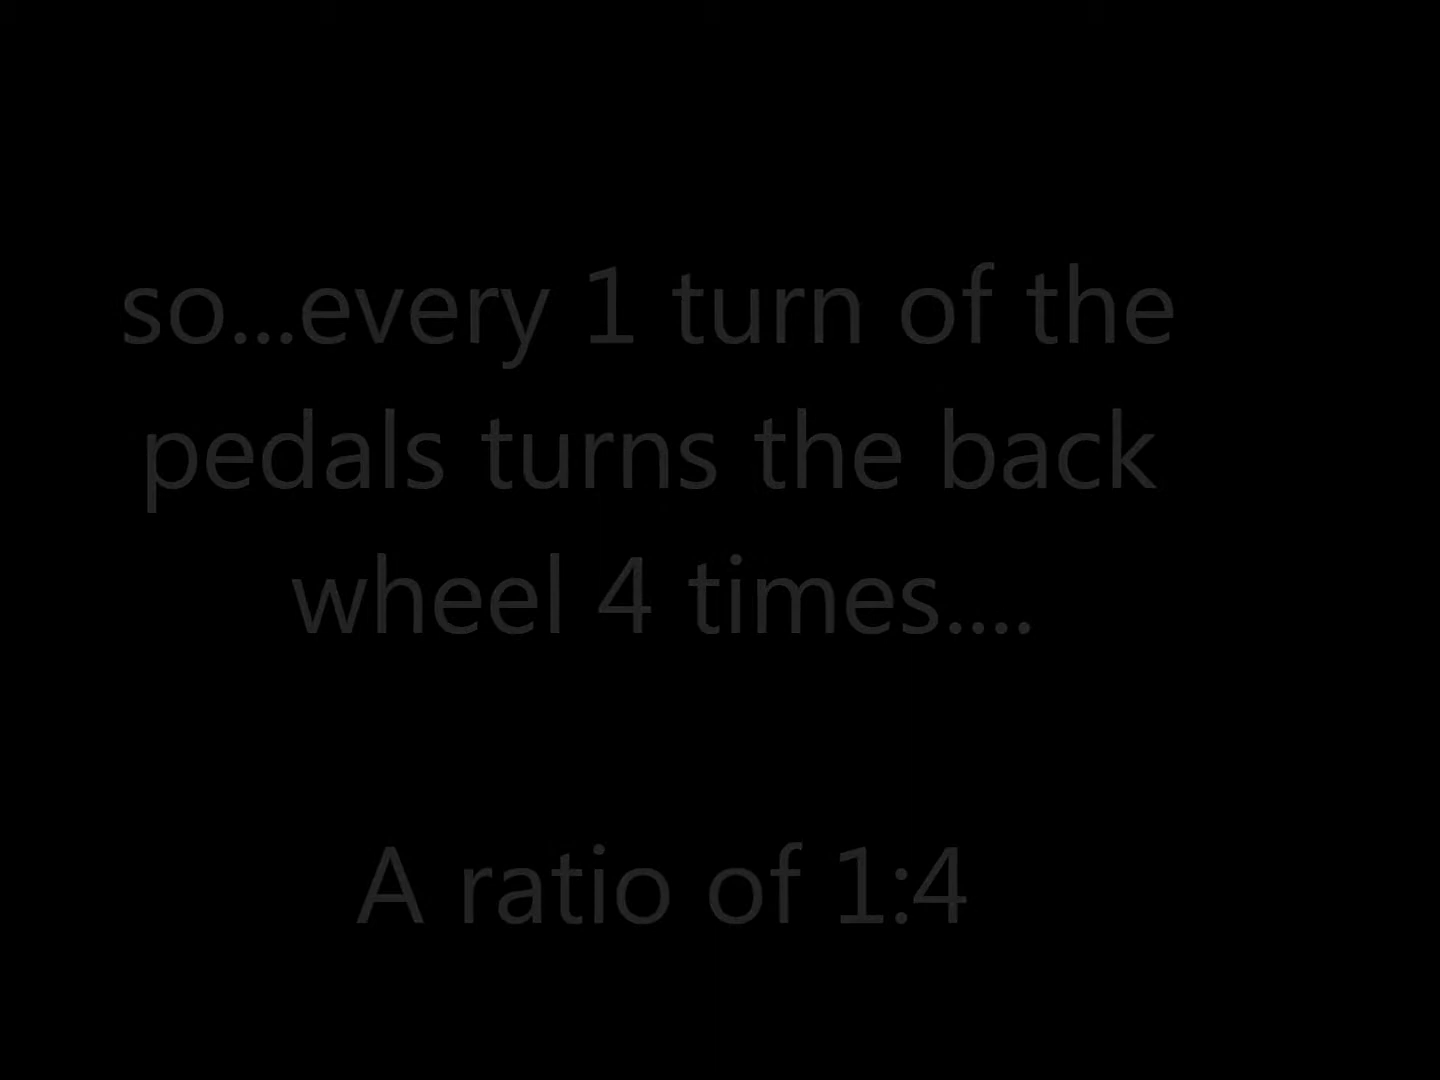 so...every 1 turn of the
pedals turns the back
wheel 4 times....
A ratio of 1:4